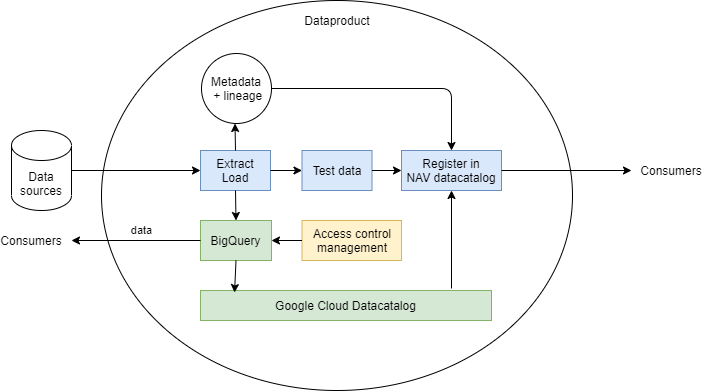 Dataproduct
Metadata
+ lineage
Data
sources
Extract
Load
Test data
Register in
NAV datacatalog
Consumers
Consumers
data
BigQuery
Access control
management
Google Cloud Datacatalog